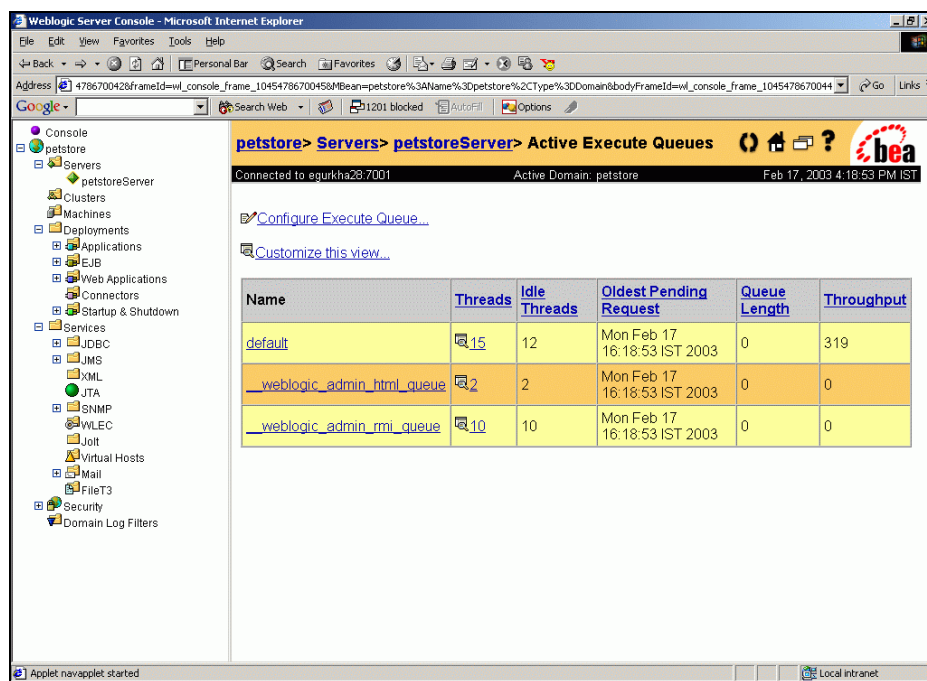 Weblogic Server Console - Microsoft Internet Explorer
File Edit View Favorites Tools Help
Back Personal Bar Search Favorites
Address 478670042&frameId=wl_console_frame_1045478670045&MBean=petstore%3AName%3Dpetstore%2CType%3DDomain&bodyFrameId=wl_console_frame_1045478670044 Go Links
Google Search Web 1201 blocked AutoFill Options
Console
petstore
Servers
petstoreServer
Clusters
Machines
Deployments
Applications
EJB
Web Applications
Connectors
Startup & Shutdown
Services
JDBC
JMS
XML
JTA
SNMP
WLEC
Jolt
Virtual Hosts
Mail
FileT3
Security
Domain Log Filters
petstore> Servers> petstoreServer> Active Execute Queues ? bea
Connected to egurkha28:7001 Active Domain: petstore Feb 17, 2003 4:18:53 PM IST
Configure Execute Queue...
Customize this view...
Name Threads Idle Threads Oldest Pending Request Queue Length Throughput
default 15 12 Mon Feb 17 16:18:53 IST 2003 0 319
__weblogic_admin_html_queue 2 2 Mon Feb 17 16:18:53 IST 2003 0 0
__weblogic_admin_rmi_queue 10 10 Mon Feb 17 16:18:53 IST 2003 0 0
Applet navapplet started Local intranet